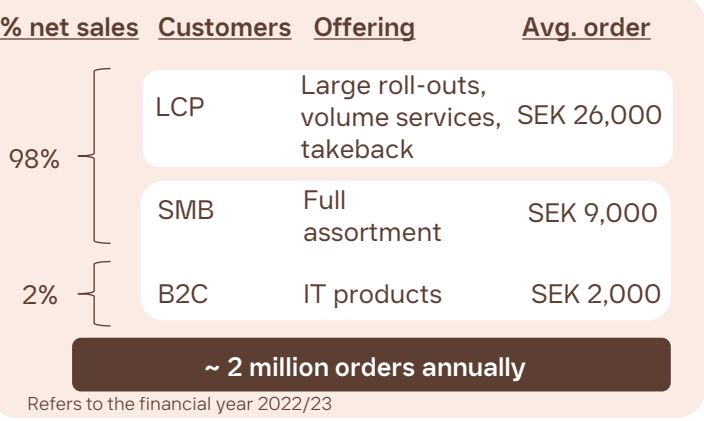 % net sales Customers Offering Avg. order
98%
LCP
Large roll-outs,
volume services,
takeback
SEK 26,000
SMB
Full
assortment
SEK 9,000
2%
B2C
IT products
SEK 2,000
~ 2 million orders annually
Refers to the financial year 2022/23